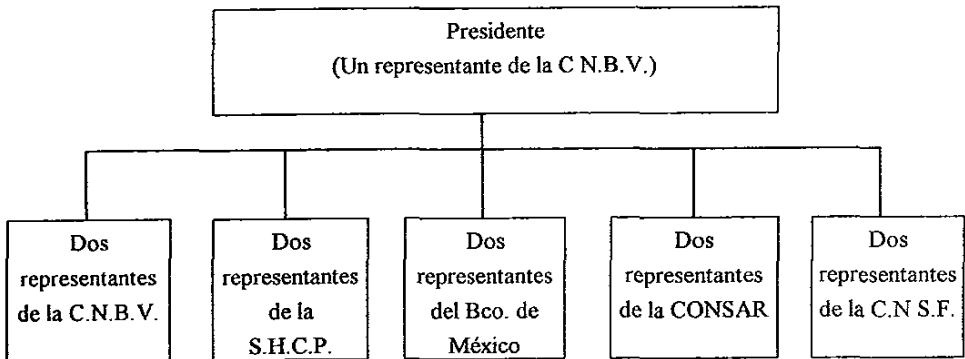 Presidente
(Un representante de la C N.B.V.)
Dos
representantes
de la C.N.B.V.
Dos
representantes
de la
S.H.C.P.
Dos
representantes
del Bco. de
México
Dos
representantes
de la CONSAR
Dos
representantes
de la C.N S.F.